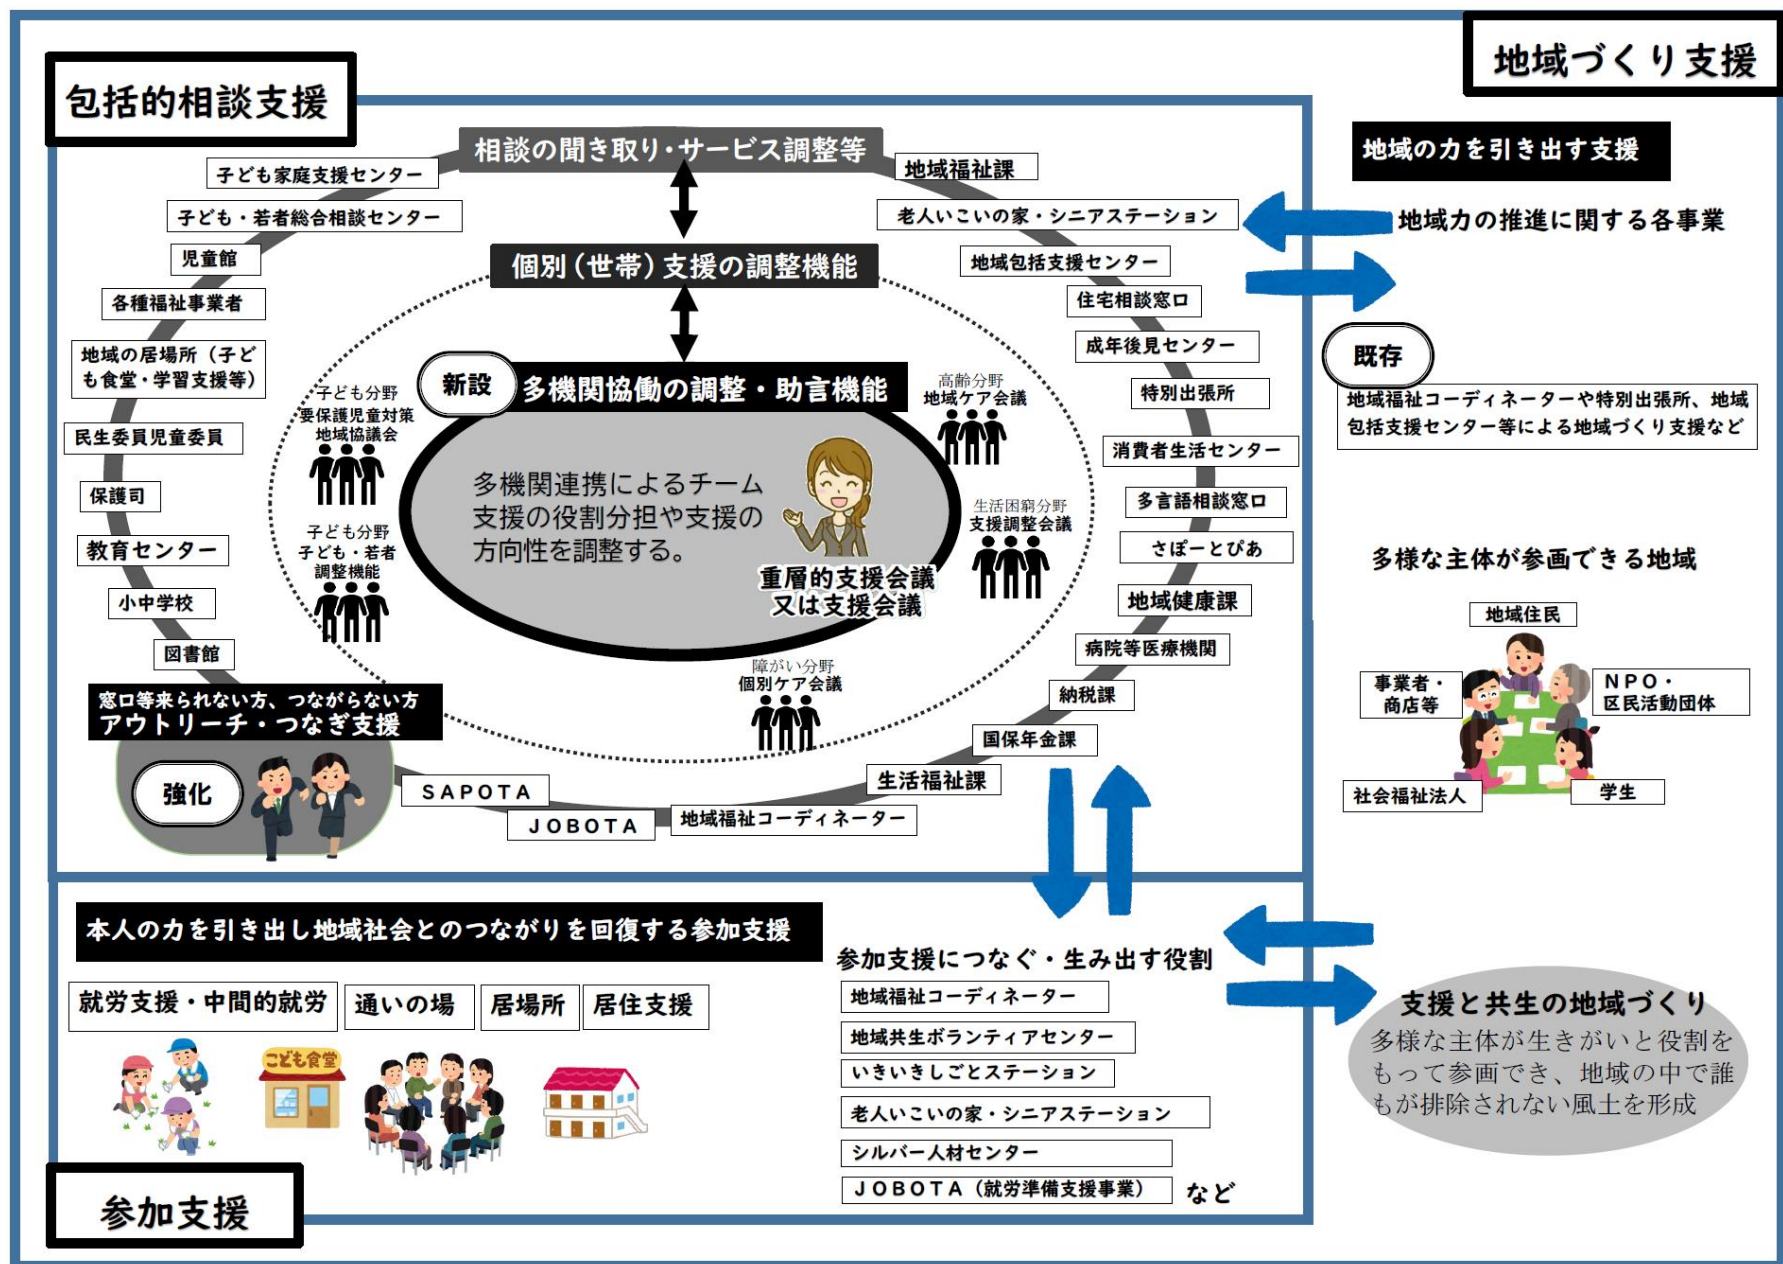 地域づくり支援
包括的相談支援
相談の聞き取り・サービス調整等
子ども家庭支援センター
子ども・若者総合相談センター
児童館
各種福祉事業者
地域の居場所（子ど
も食堂・学習支援等）
民生委員児童委員
保護司
教育センター
小中学校
図書館
窓口等来られない方、つながらない方
アウトリーチ・つなぎ支援
強化
SAPOTA
JOBOTA
地域福祉コーディネーター
生活福祉課
国保年金課
納税課
病院等医療機関
地域健康課
さぽーとぴあ
多言語相談窓口
消費者生活センター
特別出張所
成年後見センター
住宅相談窓口
地域包括支援センター
老人いこいの家・シニアステーション
地域福祉課
個別（世帯）支援の調整機能
新設
多機関協働の調整・助言機能
子ども分野
要保護児童対策
地域協議会
子ども分野
子ども・若者
調整機能
高齢分野
地域ケア会議
生活困窮分野
支援調整会議
障がい分野
個別ケア会議
多機関連携によるチーム
支援の役割分担や支援の
方向性を調整する。
重層的支援会議
又は支援会議
地域の力を引き出す支援
地域力の推進に関する各事業
既存
地域福祉コーディネーターや特別出張所、地域
包括支援センター等による地域づくり支援など
多様な主体が参画できる地域
地域住民
事業者・
商店等
NPO・
区民活動団体
社会福祉法人
学生
本人の力を引き出し地域社会とのつながりを回復する参加支援
就労支援・中間的就労
通いの場
居場所
居住支援
こども食堂
参加支援につなぐ・生み出す役割
地域福祉コーディネーター
地域共生ボランティアセンター
いきいきしごとステーション
老人いこいの家・シニアステーション
シルバー人材センター
JOBOTA（就労準備支援事業）
など
支援と共生の地域づくり
多様な主体が生きがいと役割を
もって参画でき、地域の中で誰
もが排除されない風土を形成
参加支援